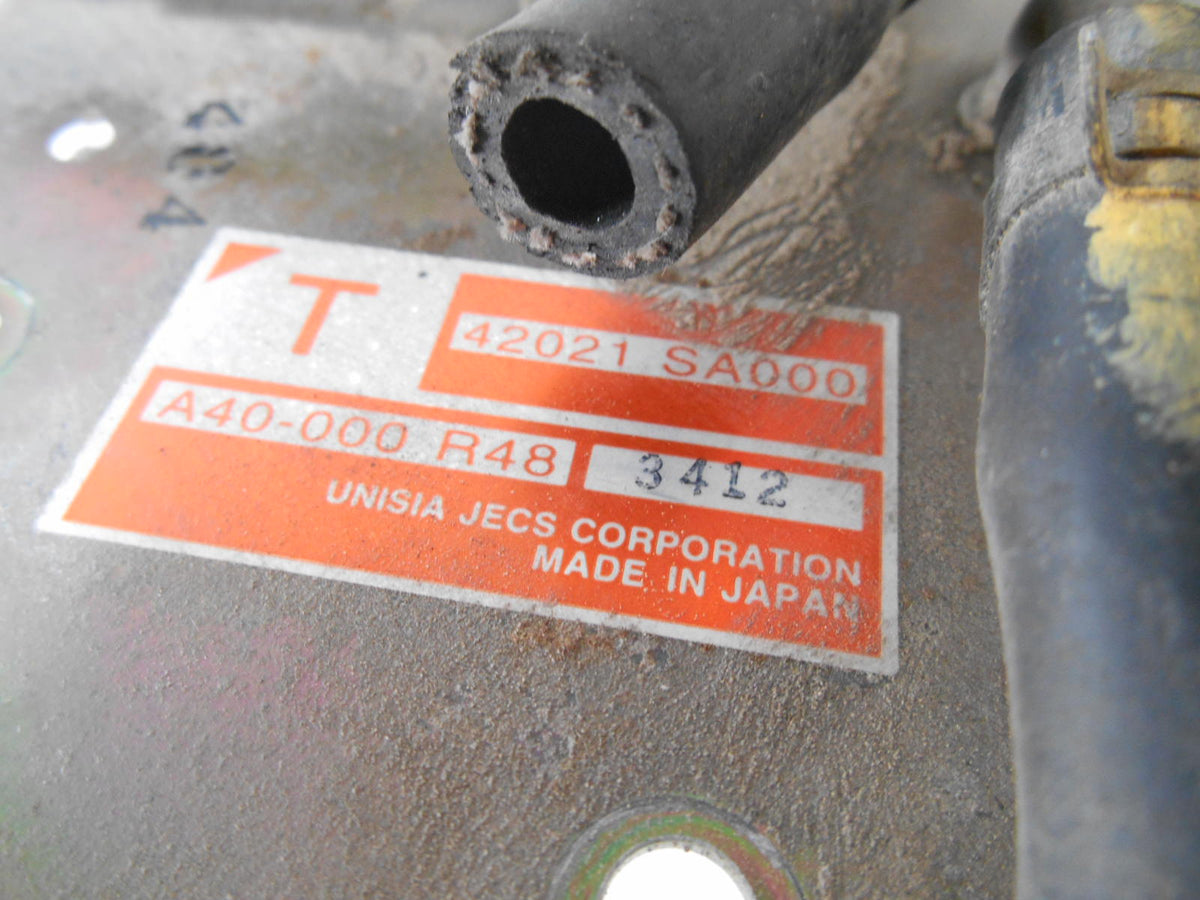 T
42021 SA000
A40-000 R48
3412
UNISIA JECS CORPORATION
MADE IN JAPAN